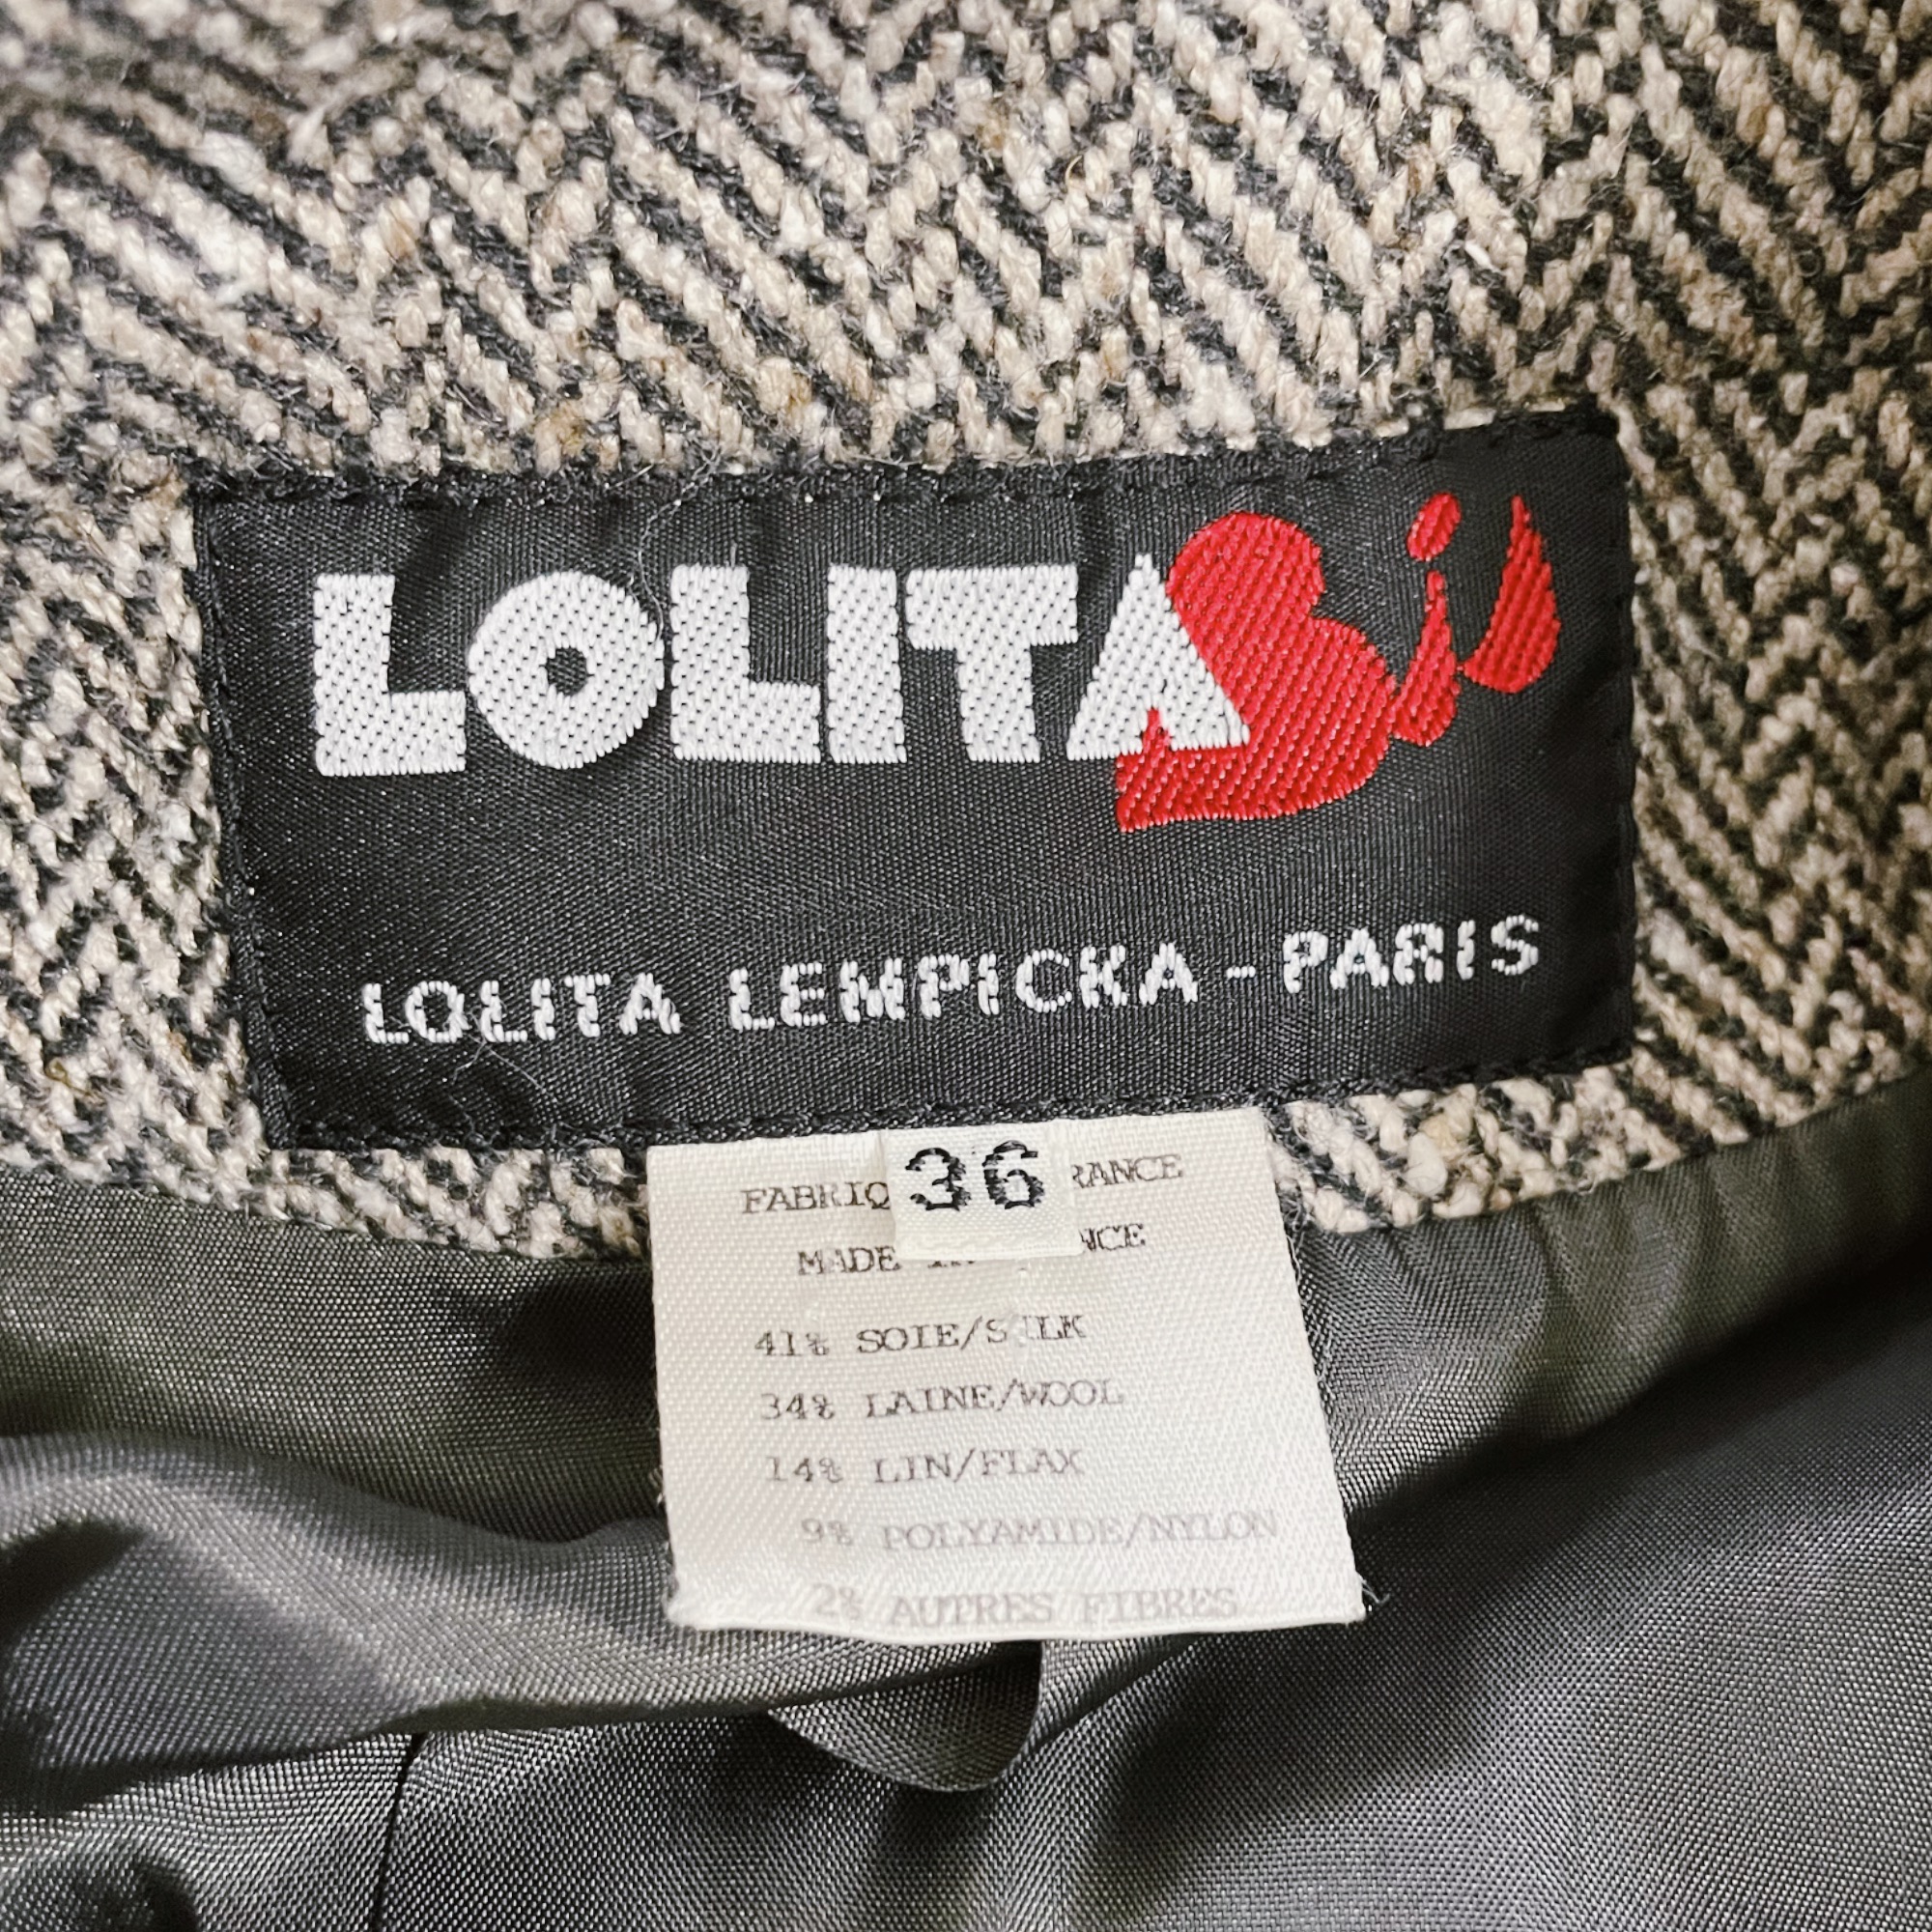 LOLITA Bis
LOLITA LEMPICKA - PARIS
36
FABRIQ RANCE
MADE IN NCE
41% SOIE/SILK
34% LAINE/WOOL
14% LIN/FLAX
9% POLYAMIDE/NYLON
2% AUTRES FIBRES